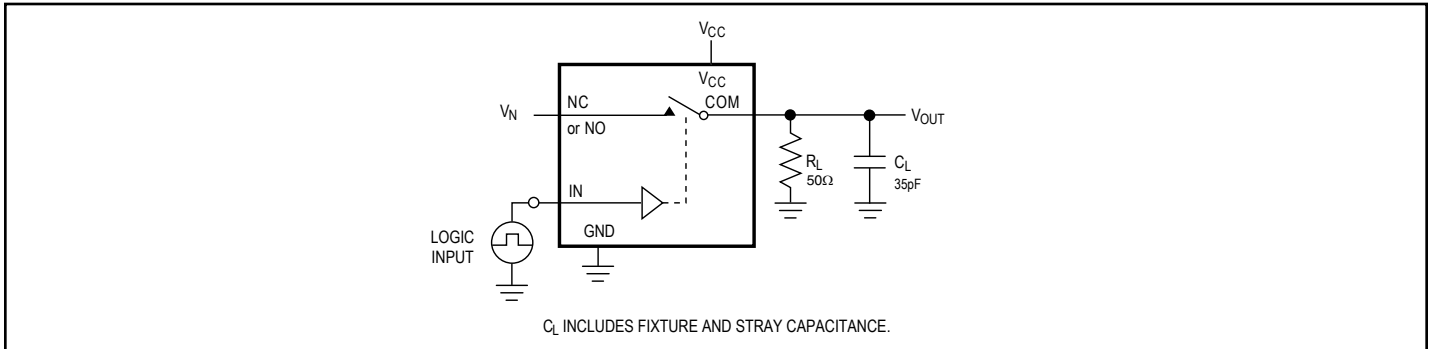 VCC
VCC
VN
NC
COM
VOUT
or NO
RL
50Ω
CL
35pF
IN
LOGIC
INPUT
GND
CL INCLUDES FIXTURE AND STRAY CAPACITANCE.